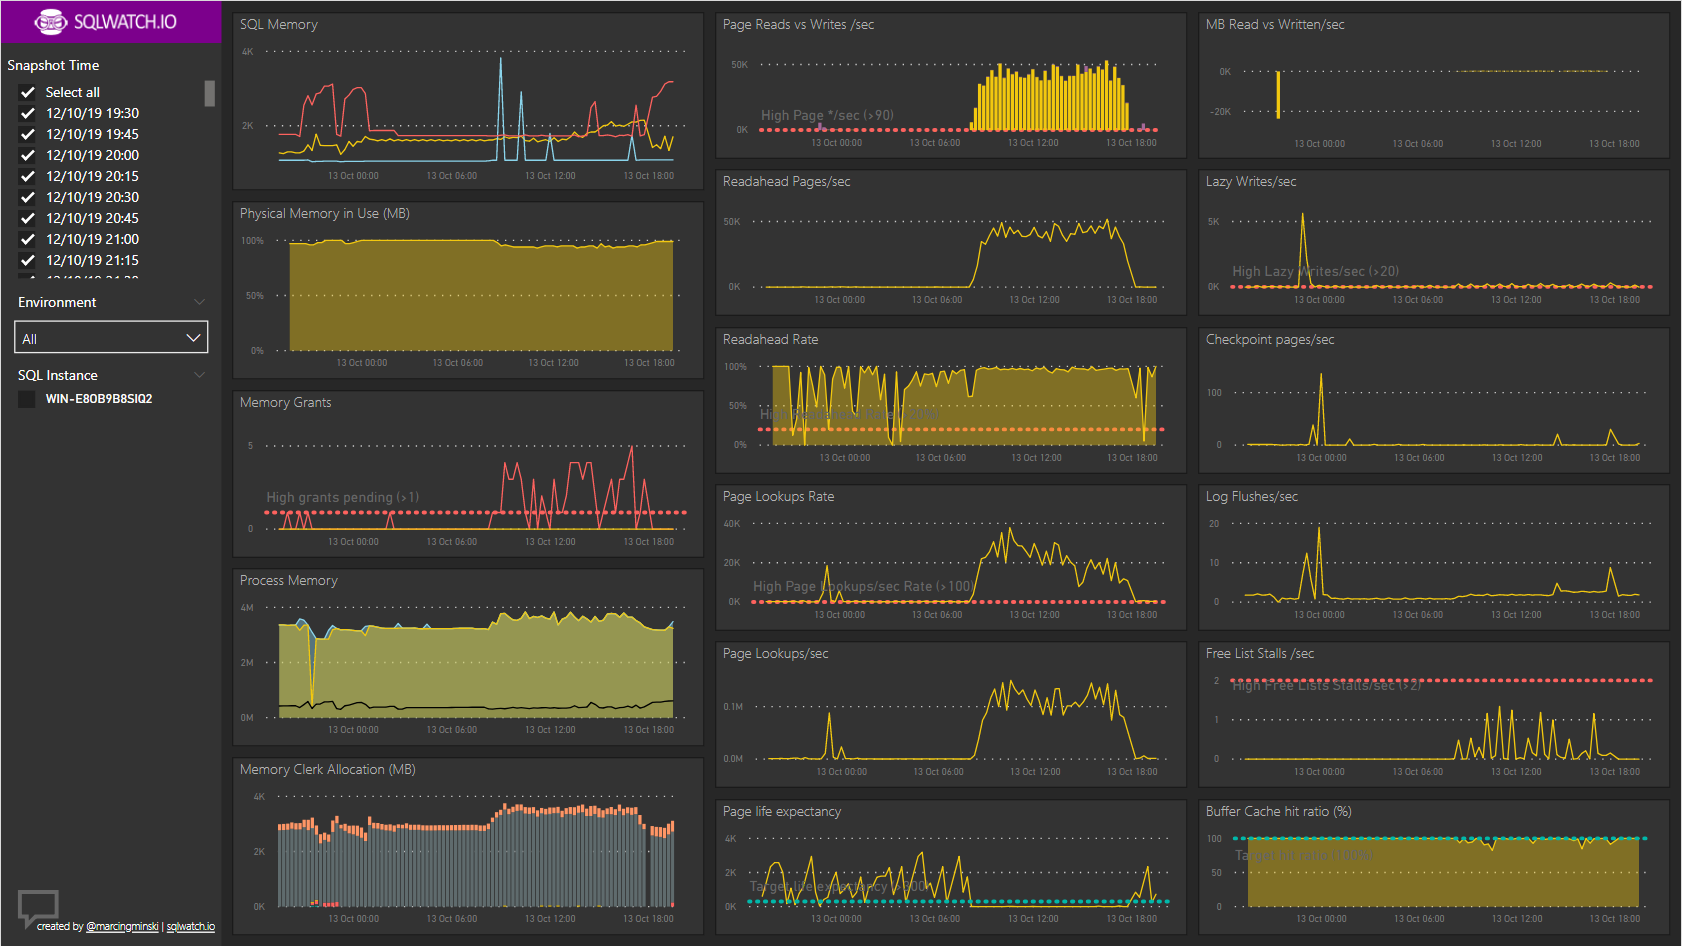 SQLWATCH.IO
Snapshot Time
Select all
12/10/19 19:30
12/10/19 19:45
12/10/19 20:00
12/10/19 20:15
12/10/19 20:30
12/10/19 20:45
12/10/19 21:00
12/10/19 21:15
Environment
All
SQL Instance
WIN-E80B9B8SIQ2
created by @marcingminski | sqlwatch.io
SQL Memory
4K
2K
13 Oct 00:00 13 Oct 06:00 13 Oct 12:00 13 Oct 18:00
Physical Memory in Use (MB)
100%
50%
0%
13 Oct 00:00 13 Oct 06:00 13 Oct 12:00 13 Oct 18:00
Memory Grants
5
High grants pending (>1)
0
13 Oct 00:00 13 Oct 06:00 13 Oct 12:00 13 Oct 18:00
Process Memory
4M
2M
0M
13 Oct 00:00 13 Oct 06:00 13 Oct 12:00 13 Oct 18:00
Memory Clerk Allocation (MB)
4K
2K
0K
13 Oct 00:00 13 Oct 06:00 13 Oct 12:00 13 Oct 18:00
Page Reads vs Writes /sec
50K
High Page */sec (>90)
0K
13 Oct 00:00 13 Oct 06:00 13 Oct 12:00 13 Oct 18:00
Readahead Pages/sec
50K
0K
13 Oct 00:00 13 Oct 06:00 13 Oct 12:00 13 Oct 18:00
Readahead Rate
100%
50%
High Readahead Rate
0%
13 Oct 00:00 13 Oct 06:00 13 Oct 12:00 13 Oct 18:00
Page Lookups Rate
40K
20K
High Page Lookups/sec Rate (>100)
0K
13 Oct 00:00 13 Oct 06:00 13 Oct 12:00 13 Oct 18:00
Page Lookups/sec
0.1M
0.0M
13 Oct 00:00 13 Oct 06:00 13 Oct 12:00 13 Oct 18:00
Page life expectancy
4K
2K
Target life expectancy (>300)
0K
13 Oct 00:00 13 Oct 06:00 13 Oct 12:00 13 Oct 18:00
MB Read vs Written/sec
0K
-20K
13 Oct 00:00 13 Oct 06:00 13 Oct 12:00 13 Oct 18:00
Lazy Writes/sec
5K
High Lazy Writes/sec (>20)
0K
13 Oct 00:00 13 Oct 06:00 13 Oct 12:00 13 Oct 18:00
Checkpoint pages/sec
100
0
13 Oct 00:00 13 Oct 06:00 13 Oct 12:00 13 Oct 18:00
Log Flushes/sec
20
10
0
13 Oct 00:00 13 Oct 06:00 13 Oct 12:00 13 Oct 18:00
Free List Stalls /sec
2
High Free Lists Stalls/sec (>2)
1
0
13 Oct 00:00 13 Oct 06:00 13 Oct 12:00 13 Oct 18:00
Buffer Cache hit ratio (%)
100
Target hit ratio (100%)
50
0
13 Oct 00:00 13 Oct 06:00 13 Oct 12:00 13 Oct 18:00